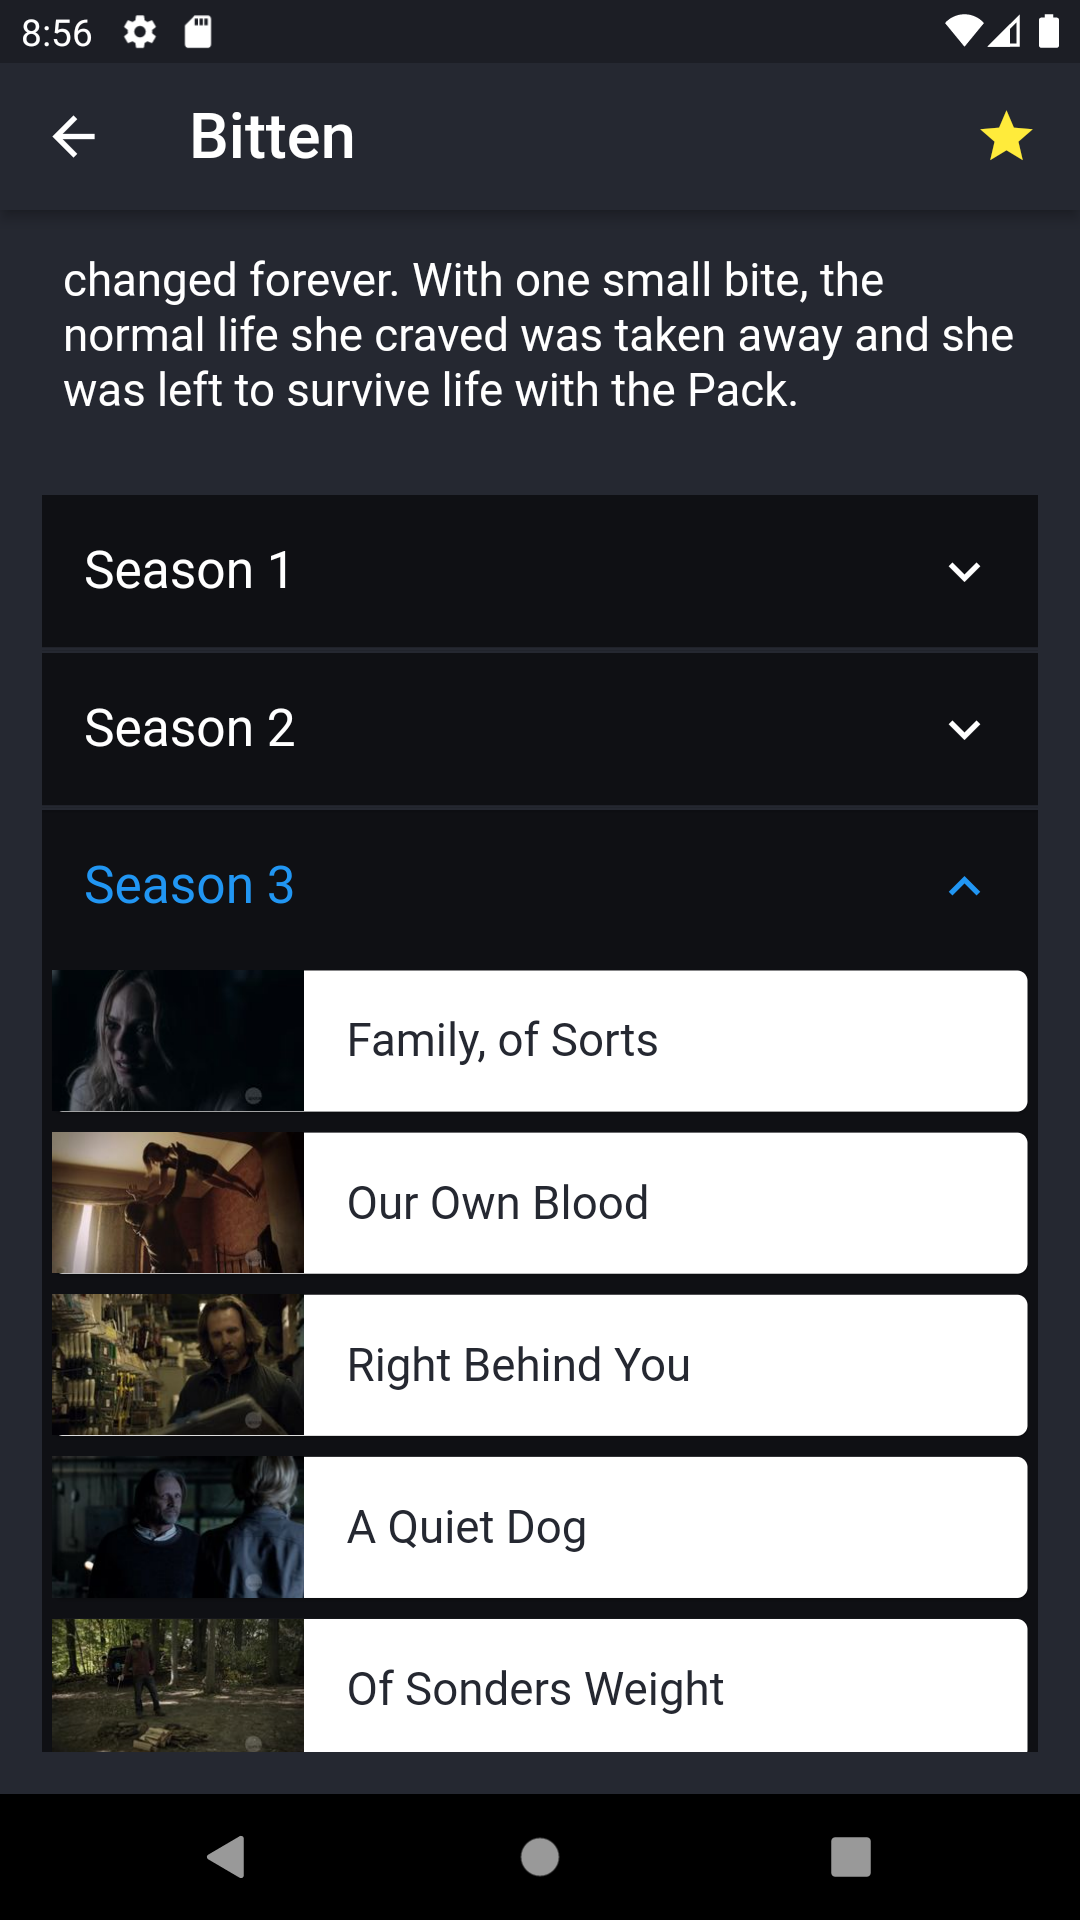 8:56
Bitten
changed forever. With one small bite, the
normal life she craved was taken away and she
was left to survive life with the Pack.
Season 1
Season 2
Season 3
Family, of Sorts
Our Own Blood
Right Behind You
A Quiet Dog
Of Sonders Weight